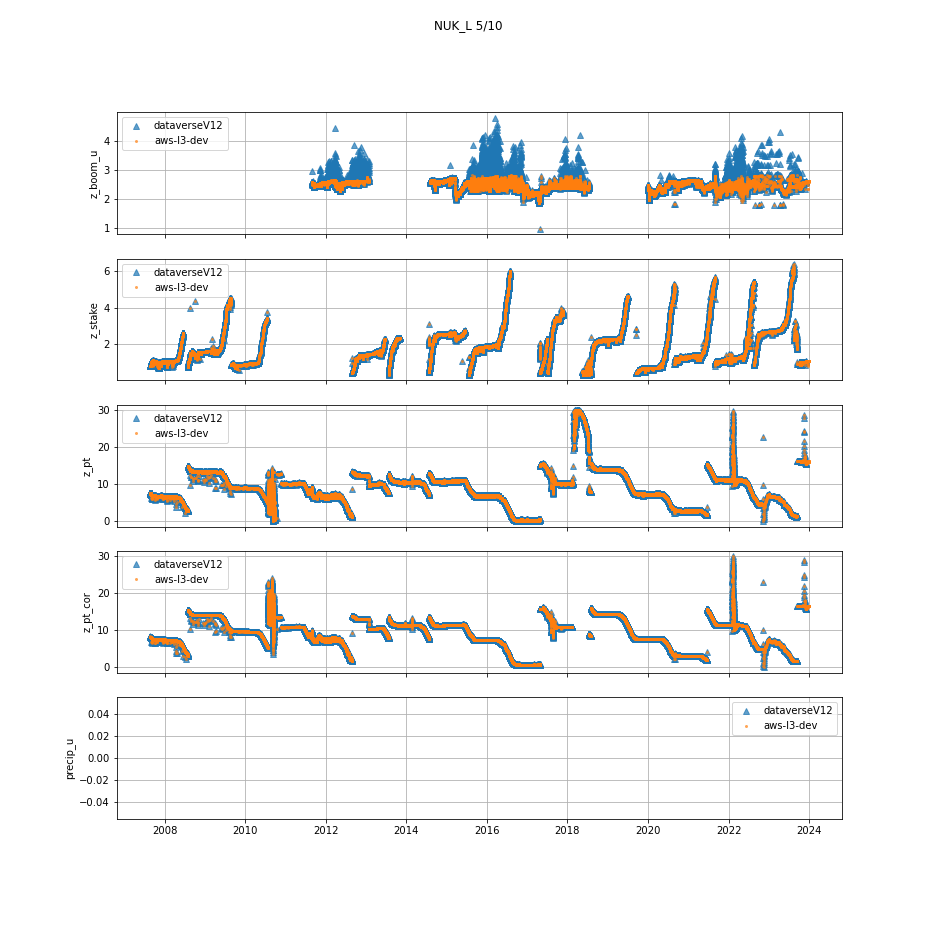 NUK_L 5/10
z_boom_u
4
3
2
1
dataverseV12
aws-l3-dev
z_stake
6
4
2
dataverseV12
aws-l3-dev
z_pt
30
20
10
0
dataverseV12
aws-l3-dev
z_pt_cor
30
20
10
0
dataverseV12
aws-l3-dev
precip_u
0.04
0.02
0.00
−0.02
−0.04
dataverseV12
aws-l3-dev
2008 2010 2012 2014 2016 2018 2020 2022 2024